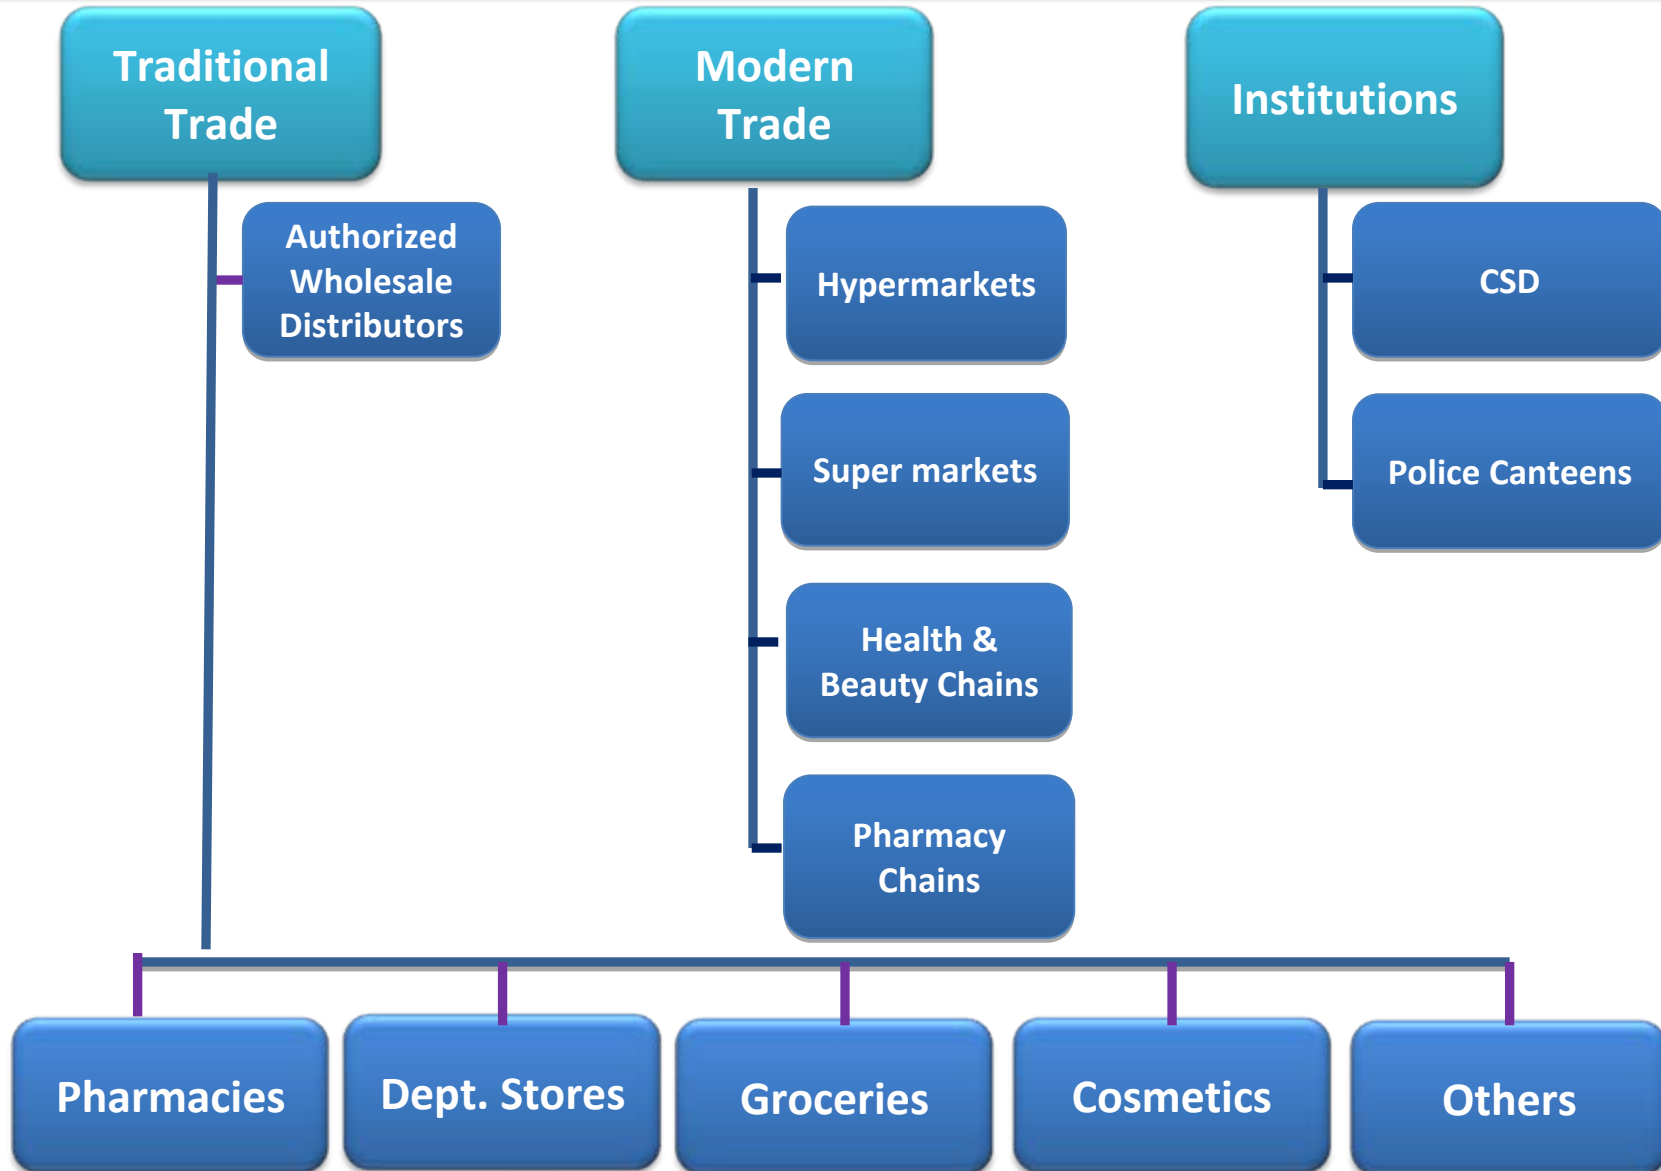 Traditional
Trade
Modern
Trade
Institutions
Authorized
Wholesale
Distributors
Hypermarkets
CSD
Super markets
Police Canteens
Health &
Beauty Chains
Pharmacy
Chains
Pharmacies
Dept. Stores
Groceries
Cosmetics
Others